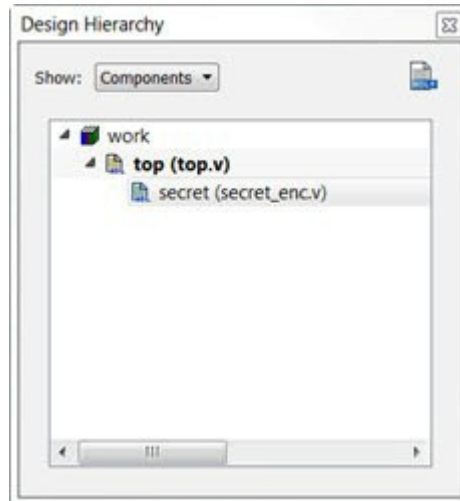 Design Hierarchy
Show: Components
work
top (top.v)
secret (secret_enc.v)